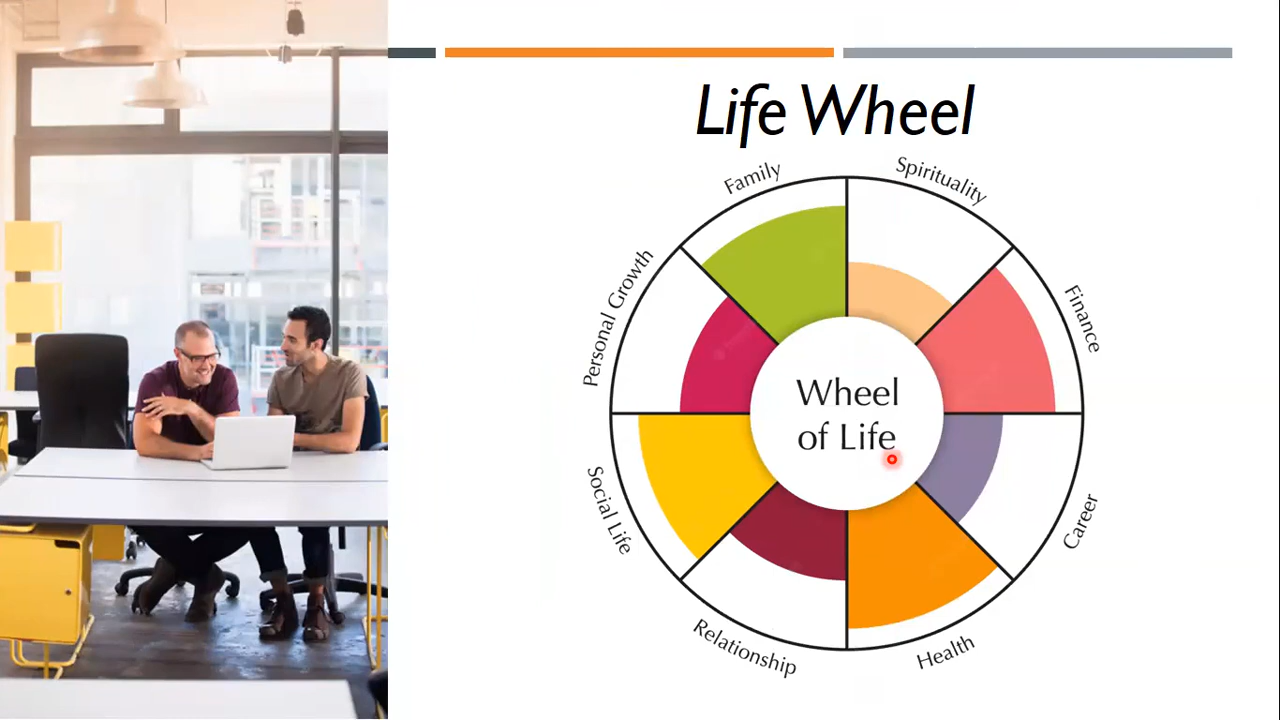 Life Wheel
Family
Spirituality
Personal Growth
Finance
Wheel
of Life
Social Life
Career
Relationship
Health